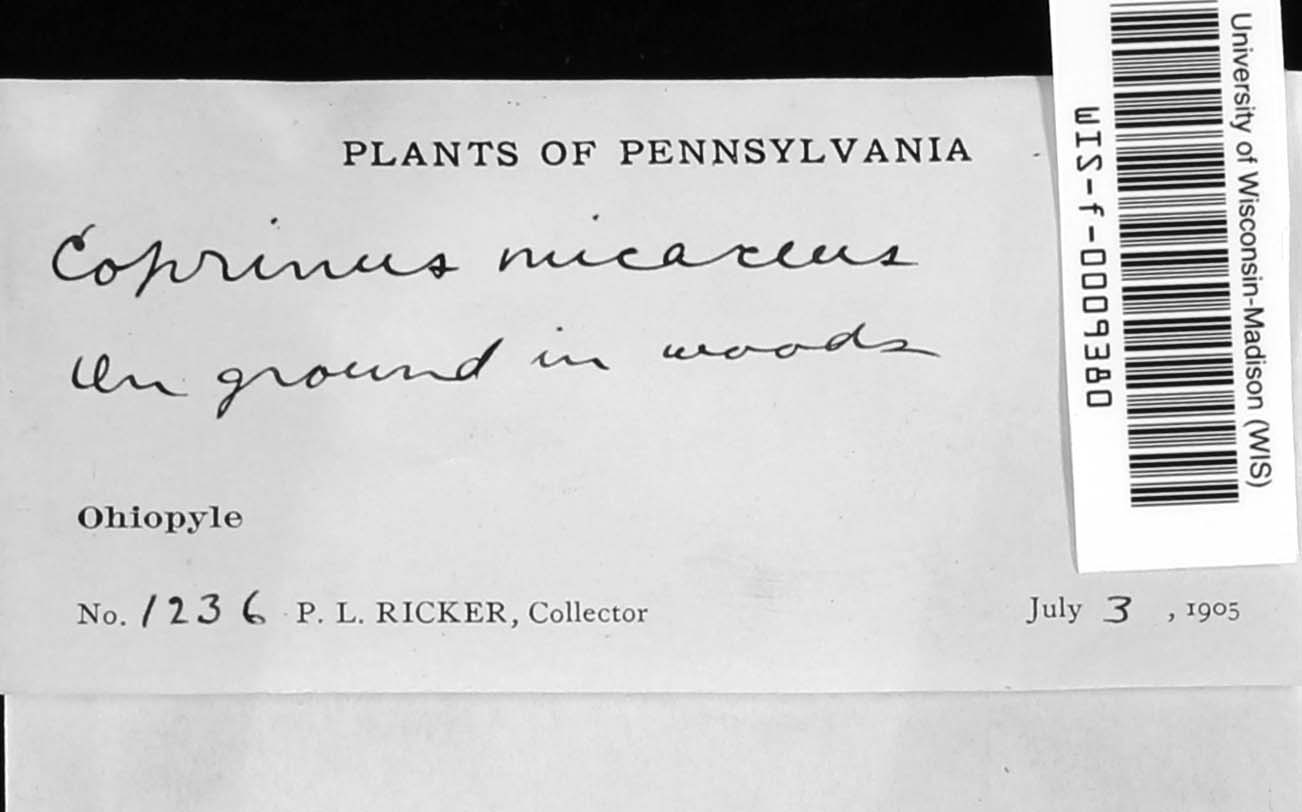 PLANTS OF PENNSYLVANIA
Coprinus micaceus
On ground in woods
Ohiopyle
No. 1236 P. L. RICKER, Collector
July 3, 1905
WIS-f-0009380
University of Wisconsin-Madison (WIS)